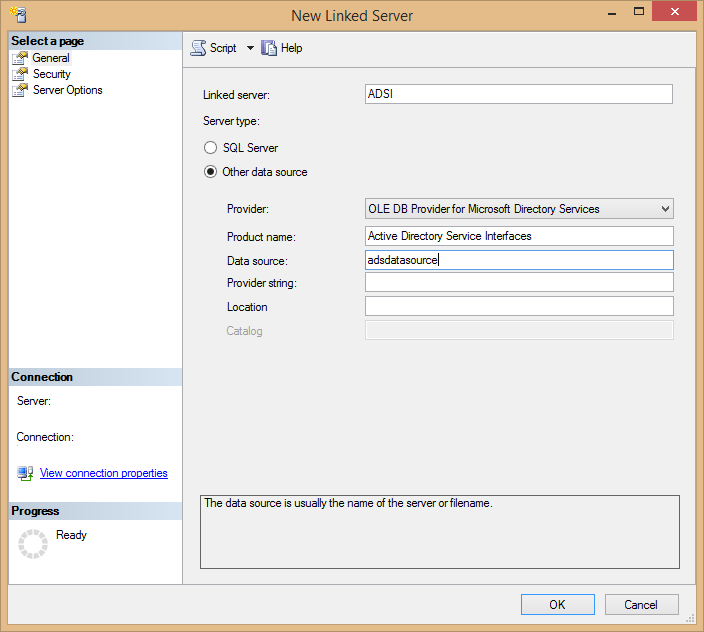 New Linked Server
Select a page
General
Security
Server Options
Script
Help
Linked server:
ADSI
Server type:
SQL Server
Other data source
Provider:
OLE DB Provider for Microsoft Directory Services
Product name:
Active Directory Service Interfaces
Data source:
adsdatasource
Provider string:
Location
Catalog
Connection
Server:
Connection:
View connection properties
Progress
Ready
The data source is usually the name of the server or filename.
OK
Cancel